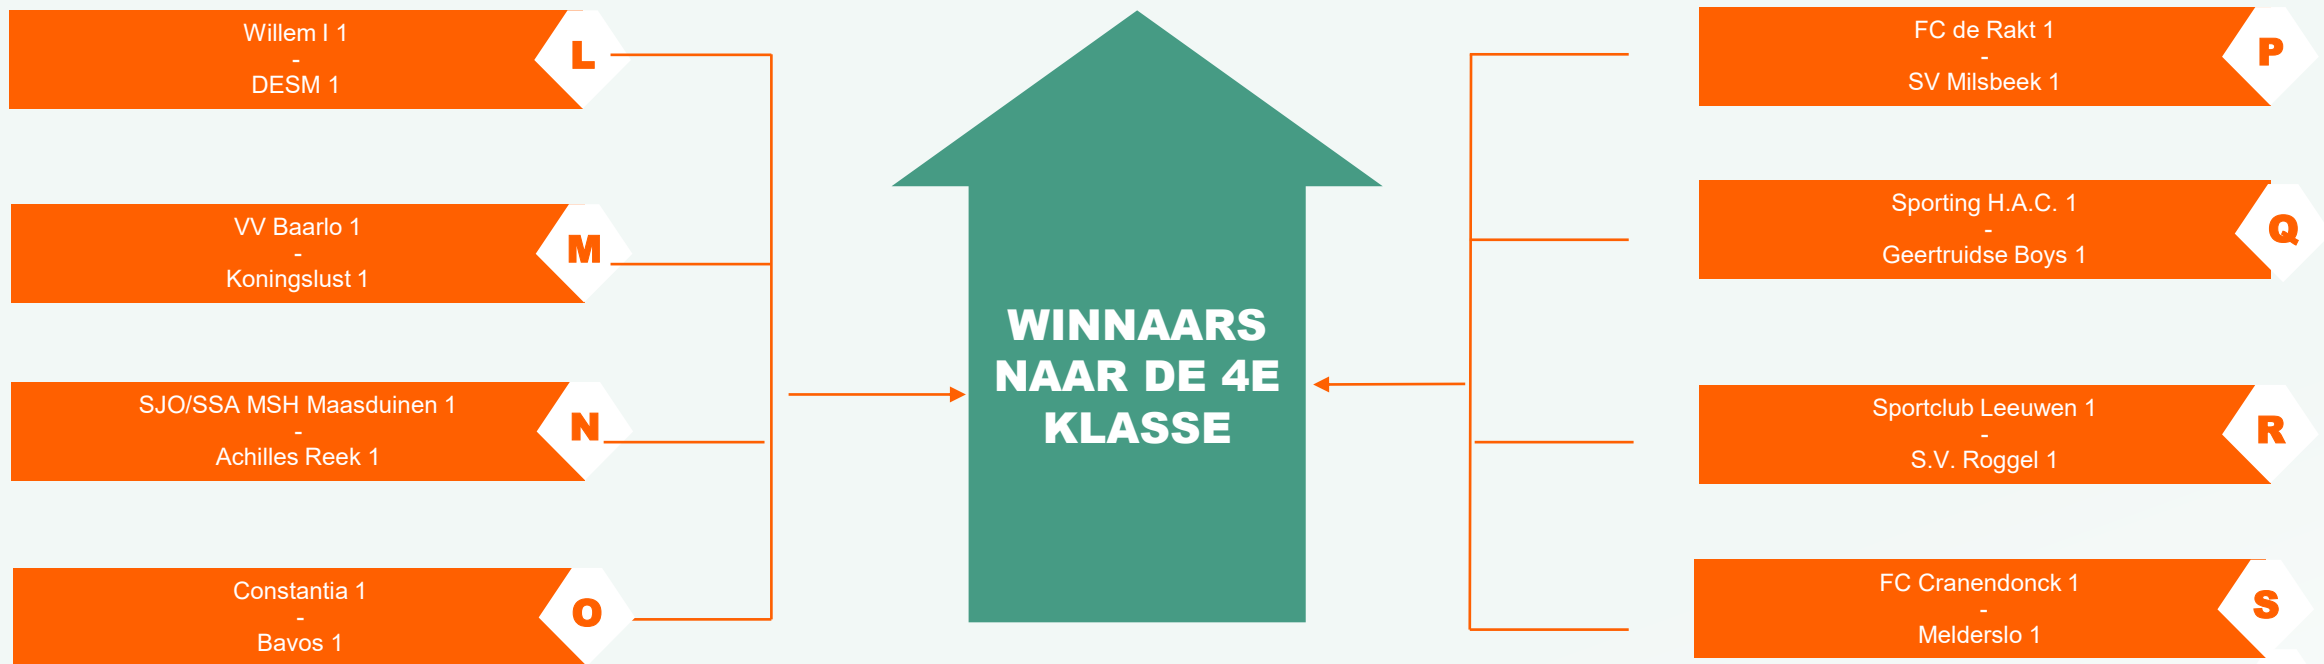 Willem I 1
-
DESM 1
L
VV Baarlo 1
-
Koningslust 1
M
SJO/SSA MSH Maasduinen 1
-
Achilles Reek 1
N
Constantia 1
-
Bavos 1
O
WINNAARS
NAAR DE 4E
KLASSE
FC de Rakt 1
-
SV Milsbeek 1
P
Sporting H.A.C. 1
-
Geertruidse Boys 1
Q
Sportclub Leeuwen 1
-
S.V. Roggel 1
R
FC Cranendonck 1
-
Melderslo 1
S